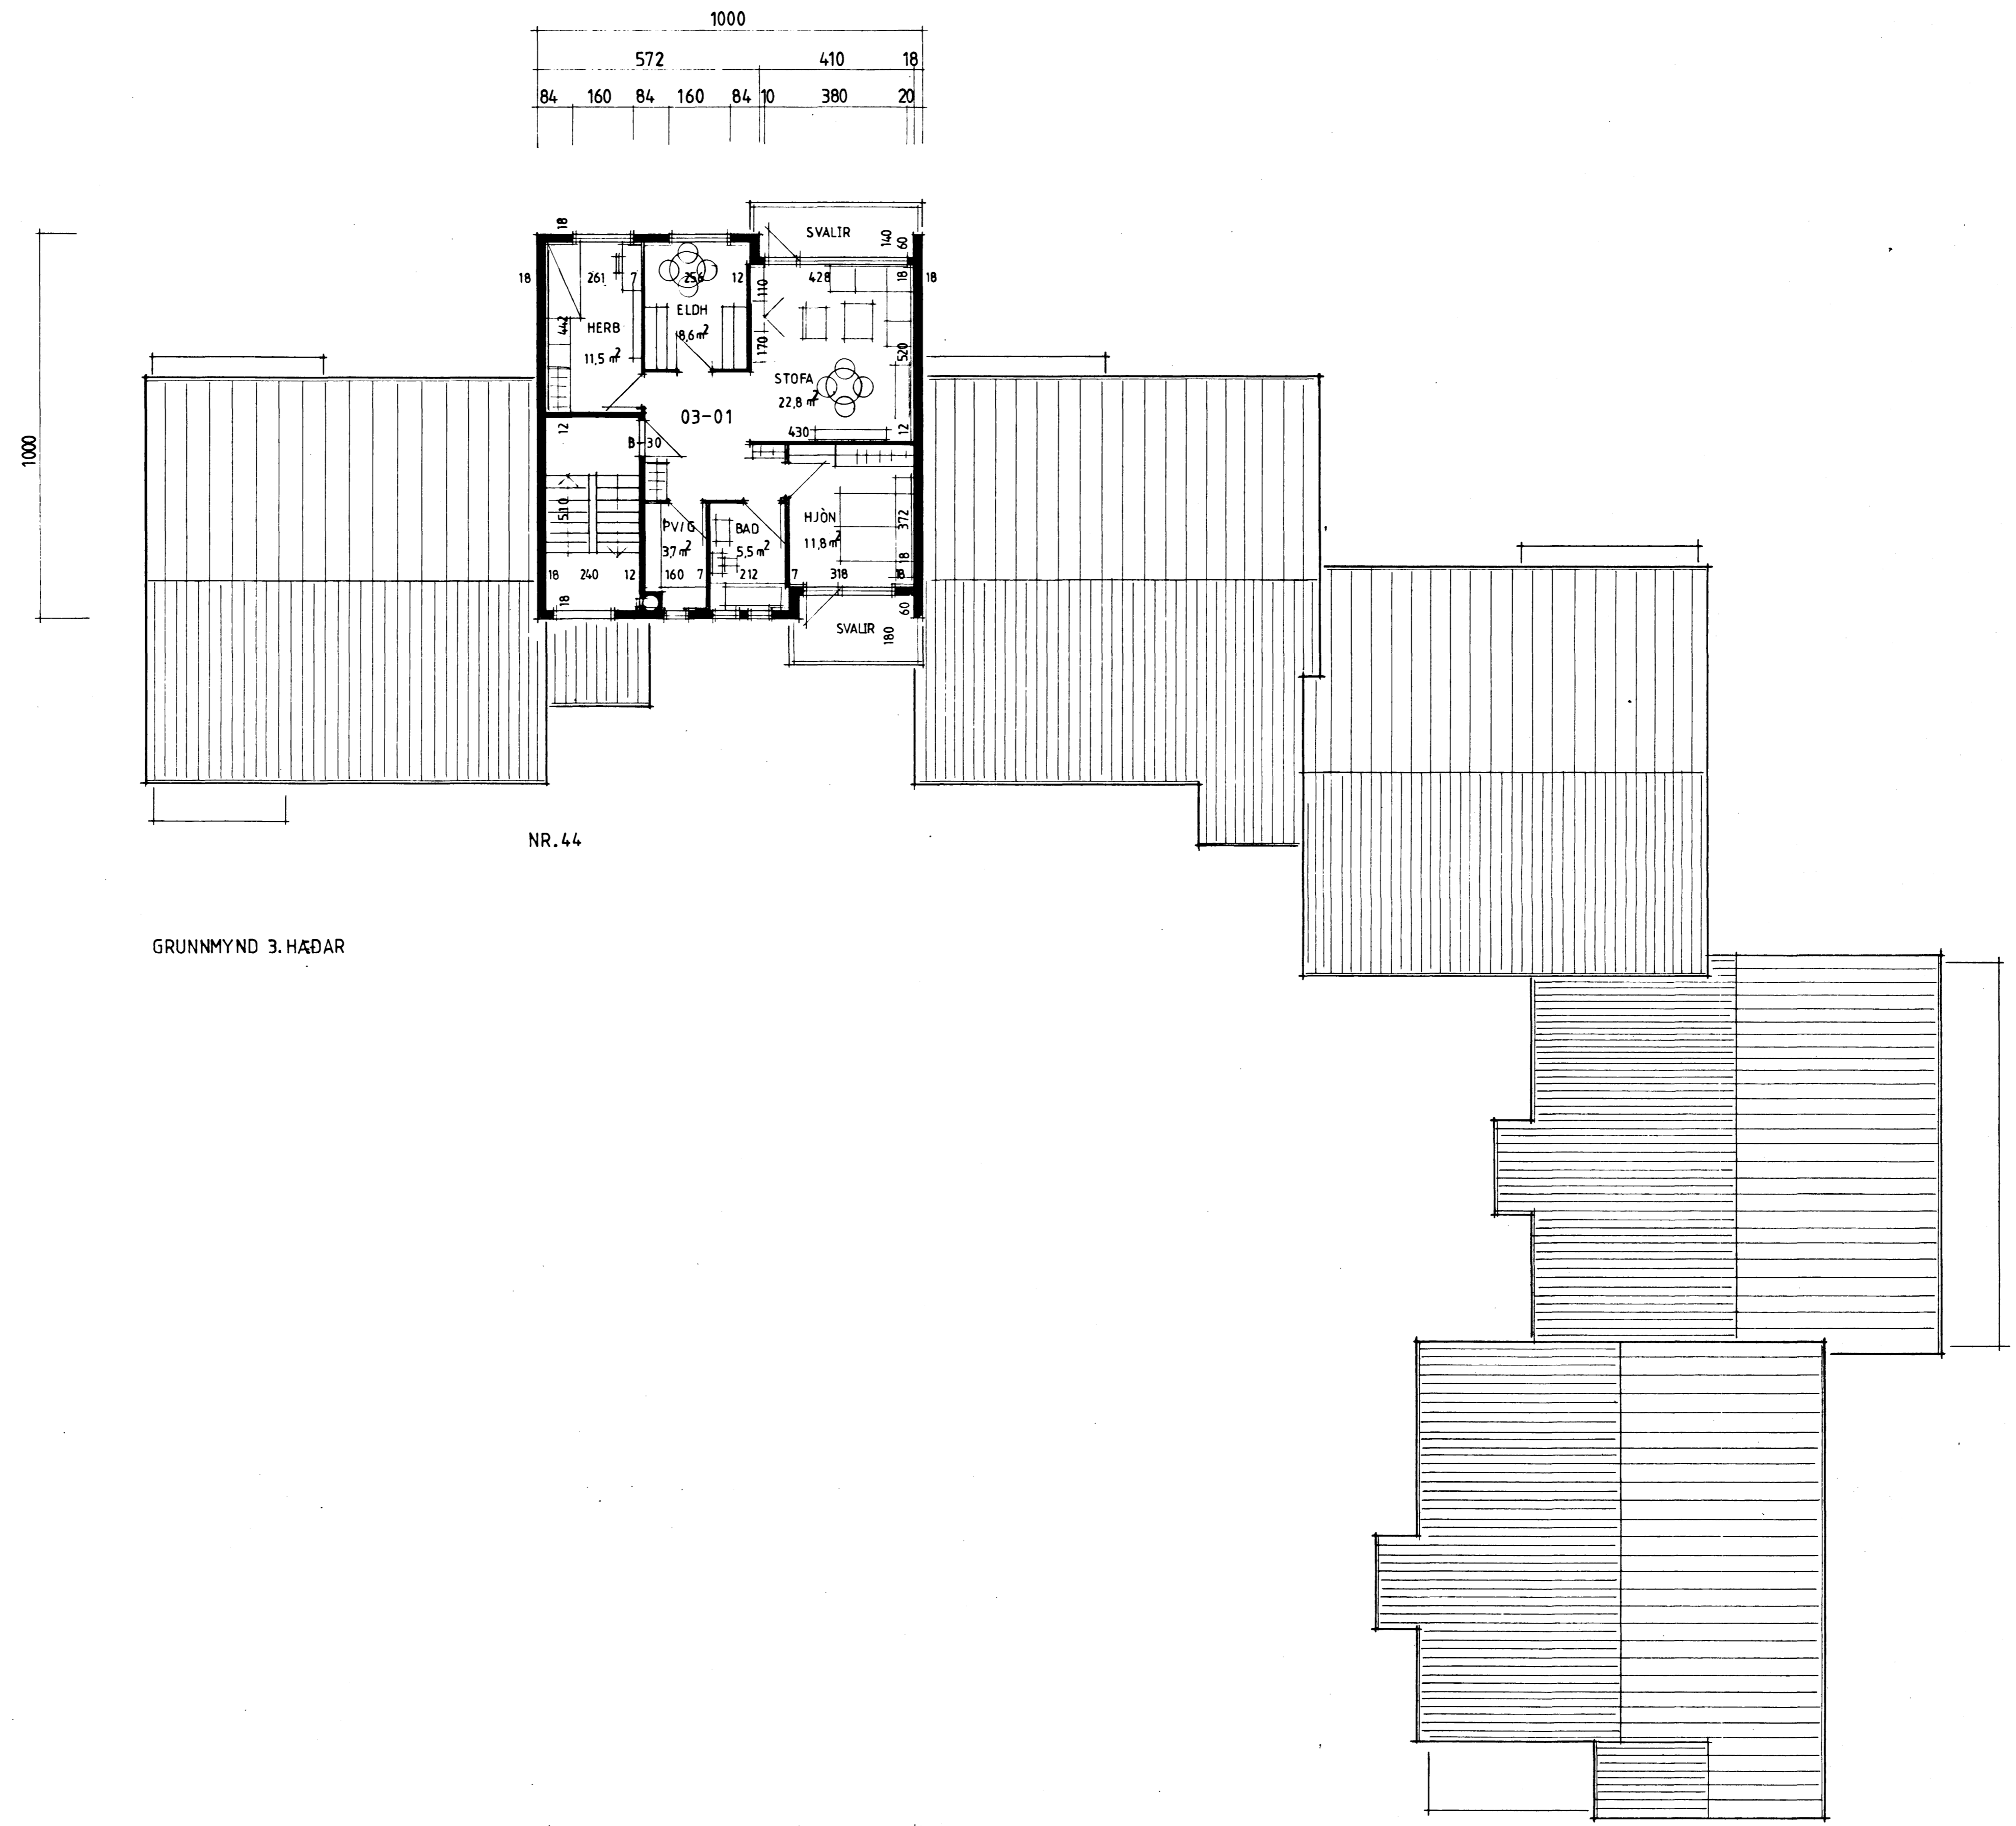 1000
572 410 18
84 160 84 160 84 10 380 20
18
SVALIR
140
60
18 261 7 256 12 428 18 18
110
ELDH
8,6 m²
442
HERB
11,5 m²
170
520
STOFA
22,8 m²
03-01
430
12
12
B-30
1000
510
PV/G
3,7 m²
BAD
5,5 m²
HJÒN
11,8 m²
372
18
18 240 12 160 7 212 7 318 18
18
60
SVALIR
180
NR.44
GRUNNMYND 3. HÆÐAR